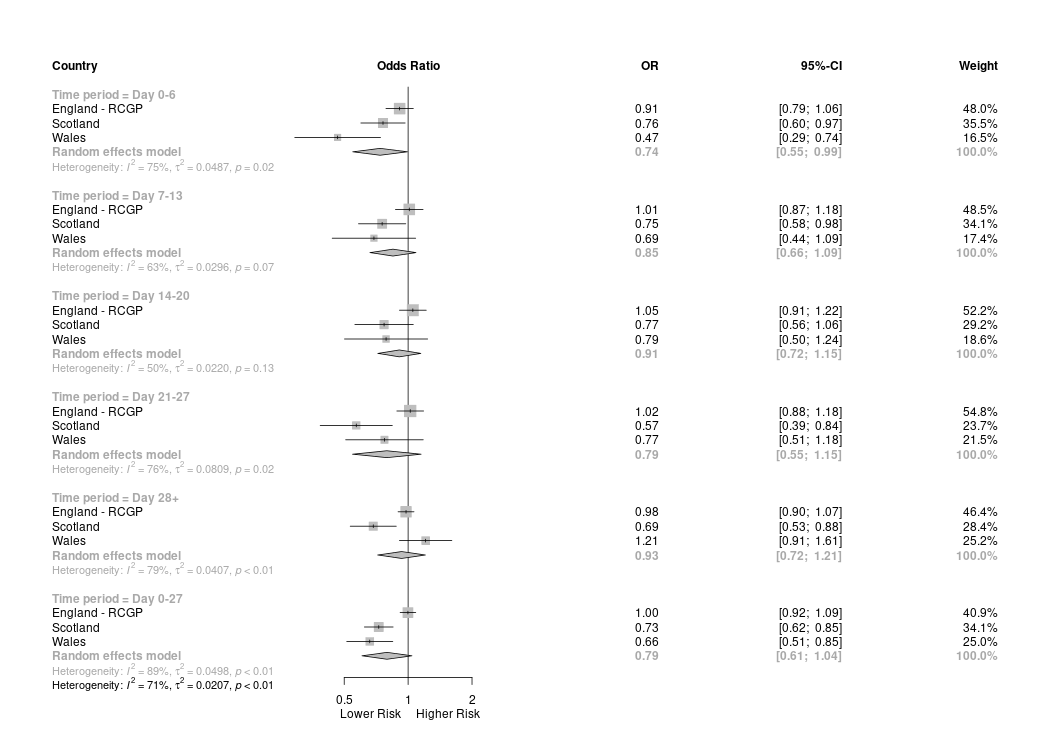 Country Odds Ratio OR 95%-CI Weight
Time period = Day 0-6
England - RCGP 0.91 [0.79; 1.06] 48.0%
Scotland 0.76 [0.60; 0.97] 35.5%
Wales 0.47 [0.29; 0.74] 16.5%
Random effects model 0.74 [0.55; 0.99] 100.0%
Heterogeneity: I² = 75%, τ² = 0.0487, p = 0.02
Time period = Day 7-13
England - RCGP 1.01 [0.87; 1.18] 48.5%
Scotland 0.75 [0.58; 0.98] 34.1%
Wales 0.69 [0.44; 1.09] 17.4%
Random effects model 0.85 [0.66; 1.09] 100.0%
Heterogeneity: I² = 63%, τ² = 0.0296, p = 0.07
Time period = Day 14-20
England - RCGP 1.05 [0.91; 1.22] 52.2%
Scotland 0.77 [0.56; 1.06] 29.2%
Wales 0.79 [0.50; 1.24] 18.6%
Random effects model 0.91 [0.72; 1.15] 100.0%
Heterogeneity: I² = 50%, τ² = 0.0220, p = 0.13
Time period = Day 21-27
England - RCGP 1.02 [0.88; 1.18] 54.8%
Scotland 0.57 [0.39; 0.84] 23.7%
Wales 0.77 [0.51; 1.18] 21.5%
Random effects model 0.79 [0.55; 1.15] 100.0%
Heterogeneity: I² = 76%, τ² = 0.0809, p = 0.02
Time period = Day 28+
England - RCGP 0.98 [0.90; 1.07] 46.4%
Scotland 0.69 [0.53; 0.88] 28.4%
Wales 1.21 [0.91; 1.61] 25.2%
Random effects model 0.93 [0.72; 1.21] 100.0%
Heterogeneity: I² = 79%, τ² = 0.0407, p < 0.01
Time period = Day 0-27
England - RCGP 1.00 [0.92; 1.09] 40.9%
Scotland 0.73 [0.62; 0.85] 34.1%
Wales 0.66 [0.51; 0.85] 25.0%
Random effects model 0.79 [0.61; 1.04] 100.0%
Heterogeneity: I² = 89%, τ² = 0.0498, p < 0.01
Heterogeneity: I² = 71%, τ² = 0.0207, p < 0.01
0.5 1 2
Lower Risk Higher Risk